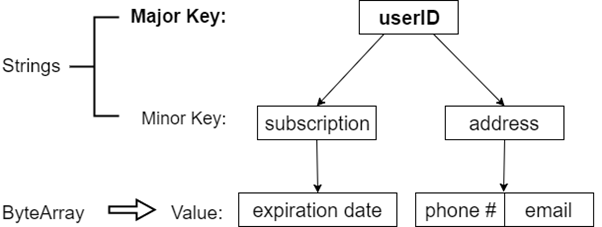 Major Key: userID
Strings
Minor Key: subscription address
ByteArray Value: expiration date phone # email